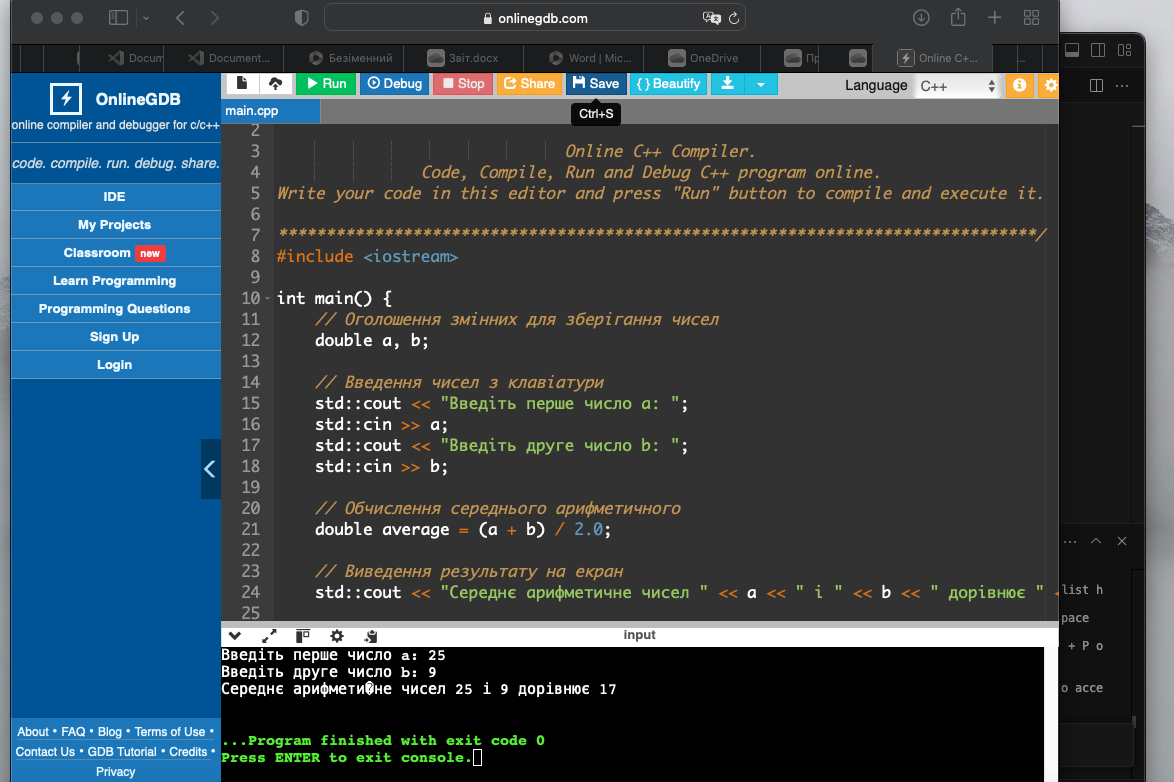 onlinegdb.com
Docum
Document...
Безіменний
Звіт.docx
Word | Mic...
OneDrive
Пр
Online C+...
OnlineGDB
online compiler and debugger for c/c++
code. compile. run. debug. share.
IDE
My Projects
Classroom new
Learn Programming
Programming Questions
Sign Up
Login
About • FAQ • Blog • Terms of Use •
Contact Us • GDB Tutorial • Credits •
Privacy
Run Debug Stop Share Save { } Beautify
Language C++
Ctrl+S
main.cpp
2
3 Online C++ Compiler.
4 Code, Compile, Run and Debug C++ program online.
5 Write your code in this editor and press "Run" button to compile and execute it.
6
7 *******************************************************************************/
8 #include <iostream>
9
10 int main() {
11 // Оголошення змінних для зберігання чисел
12 double a, b;
13
14 // Введення чисел з клавіатури
15 std::cout << "Введіть перше число a: ";
16 std::cin >> a;
17 std::cout << "Введіть друге число b: ";
18 std::cin >> b;
19
20 // Обчислення середнього арифметичного
21 double average = (a + b) / 2.0;
22
23 // Виведення результату на екран
24 std::cout << "Середнє арифметичне чисел " << a << " і " << b << " дорівнює " <
25
input
Введіть перше число a: 25
Введіть друге число b: 9
Середнє арифмети�не чисел 25 і 9 дорівнює 17
...Program finished with exit code 0
Press ENTER to exit console.
list h
pace
+ P o
o acce